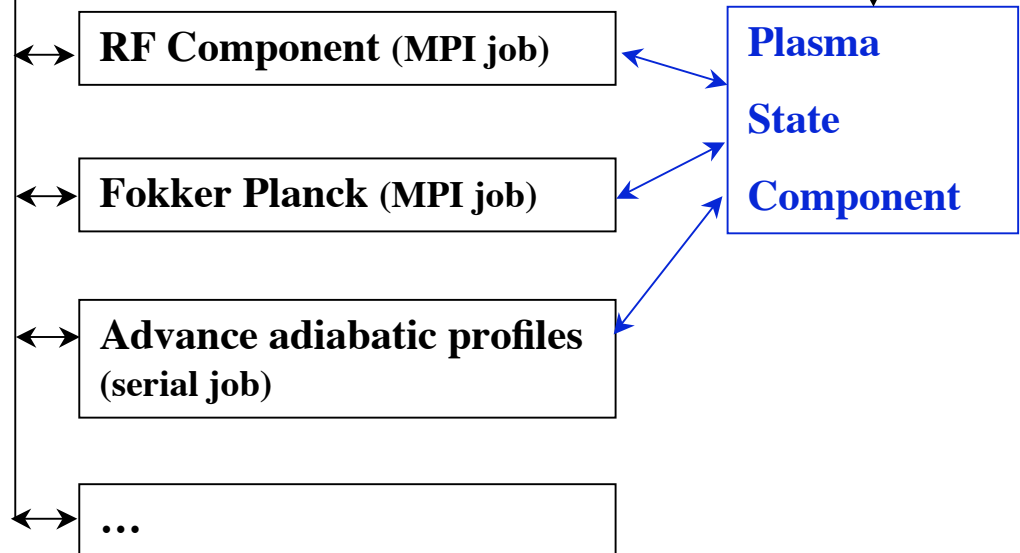 RF Component (MPI job)
Fokker Planck (MPI job)
Advance adiabatic profiles
(serial job)
...
Plasma
State
Component